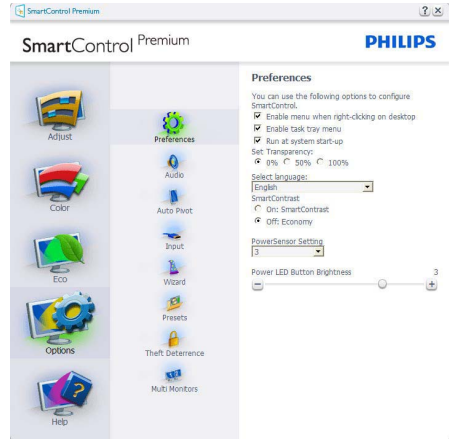 SmartControl Premium
? ×
SmartControl Premium
PHILIPS
Adjust
Color
Eco
Options
Help
Preferences
Audio
Auto Pivot
Input
Wizard
Presets
Theft Deterrence
Multi Monitors
Preferences
You can use the following options to configure
SmartControl.
Enable menu when right-clicking on desktop
Enable task tray menu
Run at system start-up
Set Transparency:
0% 50% 100%
Select language:
English
SmartContrast
On: SmartContrast
Off: Economy
PowerSensor Setting
3
Power LED Button Brightness 3